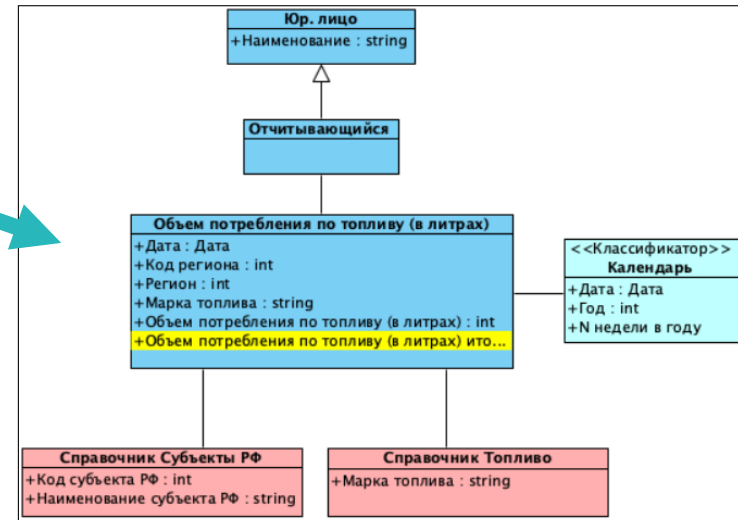 Юр. лицо
+Наименование : string
Отчитывающийся
Объем потребления по топливу (в литрах)
+Дата : Дата
+Код региона : int
+Регион : int
+Марка топлива : string
+Объем потребления по топливу (в литрах) : int
+Объем потребления по топливу (в литрах) ито...
<<Классификатор>>
Календарь
+Дата : Дата
+Год : int
+N недели в году
Справочник Субъекты РФ
+Код субъекта РФ : int
+Наименование субъекта РФ : string
Справочник Топливо
+Марка топлива : string